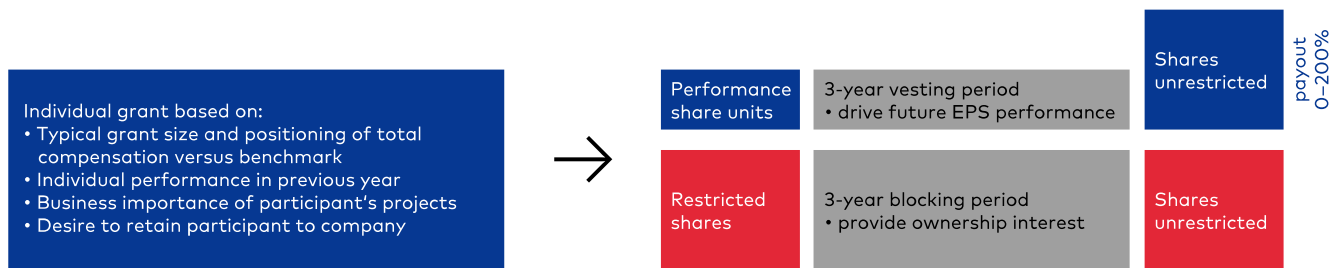 Individual grant based on:
• Typical grant size and positioning of total
compensation versus benchmark
• Individual performance in previous year
• Business importance of participant‘s projects
• Desire to retain participant to company
Performance
share units
3-year vesting period
• drive future EPS performance
Shares
unrestricted
payout
0–200%
Restricted
shares
3-year blocking period
• provide ownership interest
Shares
unrestricted